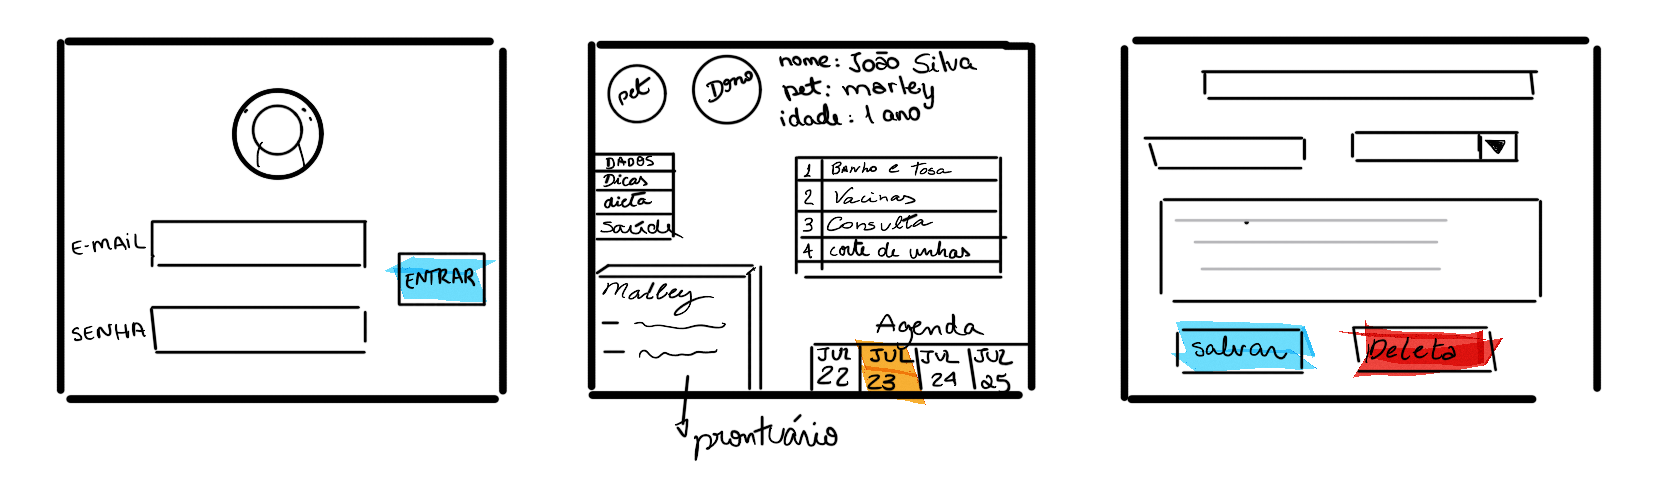 E-MAIL
ENTRAR
SENHA
pet
Dono
nome: João Silva
pet: marley
idade: 1 ano
DADOS
Dicas
dieta
Saúde
1 Banho e Tosa
2 Vacinas
3 Consulta
4 corte de unhas
Malley
Agenda
JUL 22
JUL 23
JUL 24
JUL 25
prontuário
Salvar
Deleta